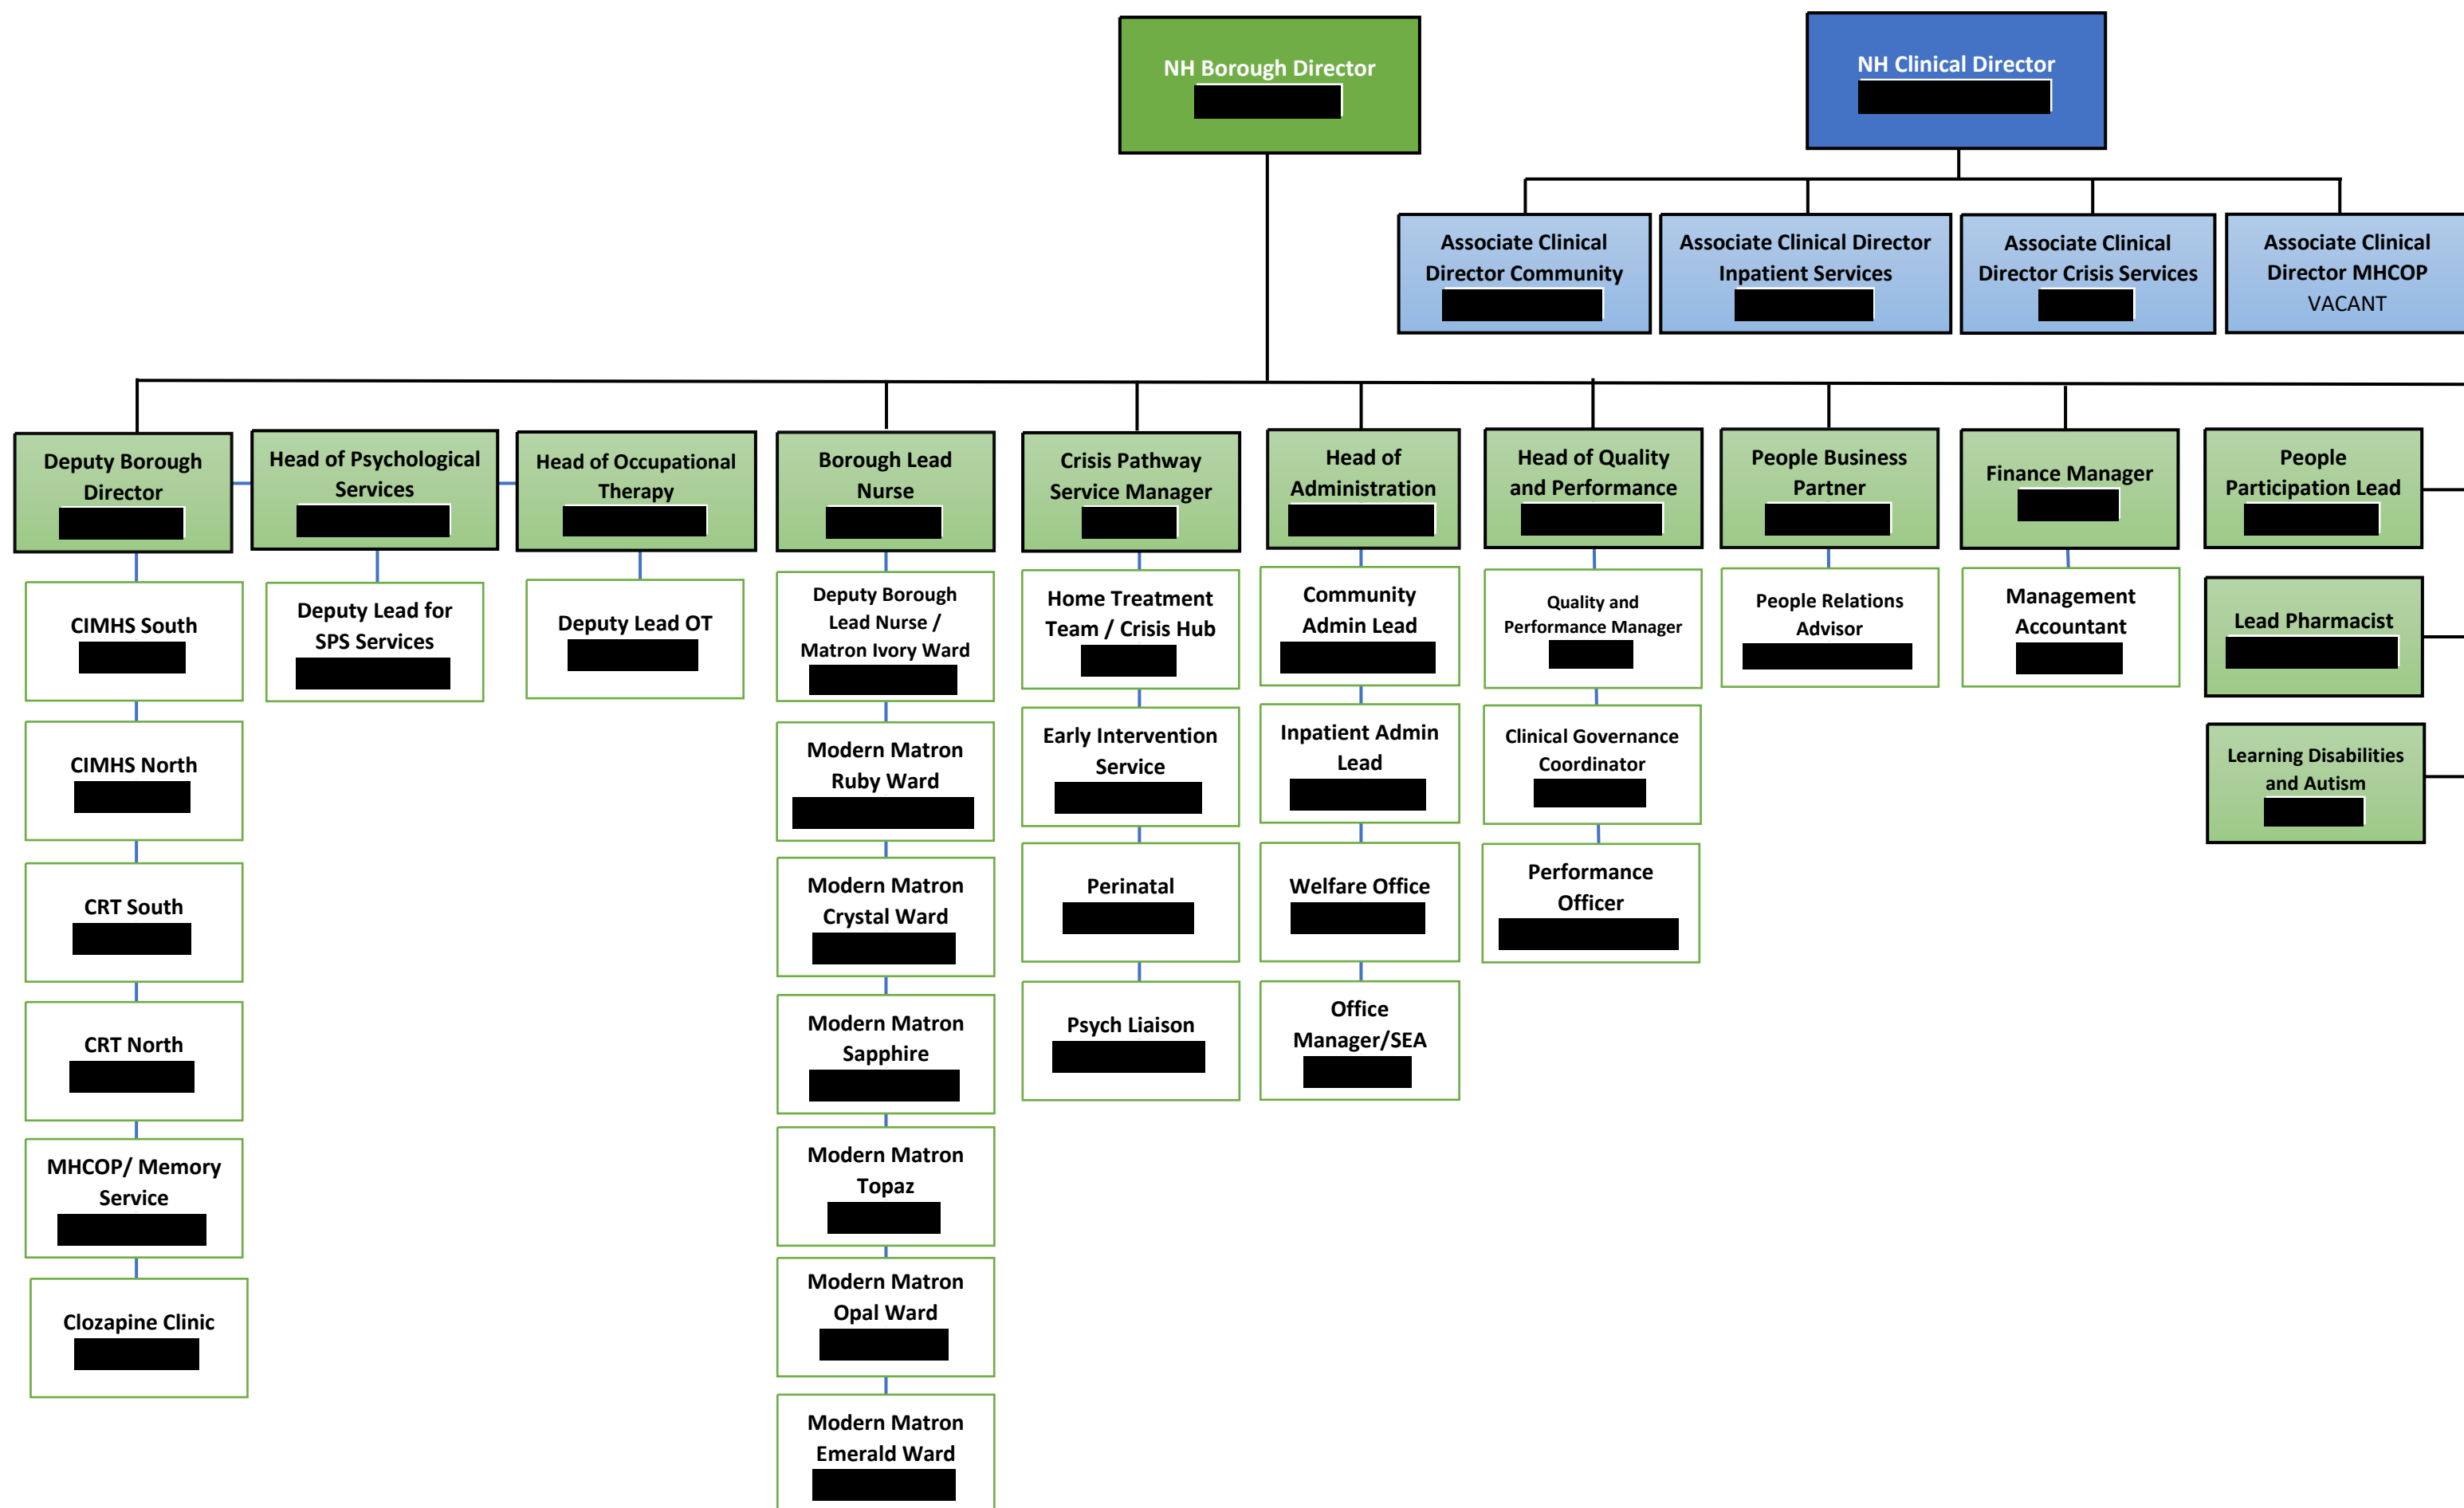 NH Borough Director
NH Clinical Director
Associate Clinical
Director Community
Associate Clinical Director
Inpatient Services
Associate Clinical
Director Crisis Services
Associate Clinical
Director MHCOP
VACANT
Deputy Borough
Director
Head of Psychological
Services
Head of Occupational
Therapy
Borough Lead
Nurse
Crisis Pathway
Service Manager
Head of
Administration
Head of Quality
and Performance
People Business
Partner
Finance Manager
People
Participation Lead
CIMHS South
CIMHS North
CRT South
CRT North
MHCOP/ Memory
Service
Clozapine Clinic
Deputy Lead for
SPS Services
Deputy Lead OT
Deputy Borough
Lead Nurse /
Matron Ivory Ward
Modern Matron
Ruby Ward
Modern Matron
Crystal Ward
Modern Matron
Sapphire
Modern Matron
Topaz
Modern Matron
Opal Ward
Modern Matron
Emerald Ward
Home Treatment
Team / Crisis Hub
Early Intervention
Service
Perinatal
Psych Liaison
Community
Admin Lead
Inpatient Admin
Lead
Welfare Office
Office
Manager/SEA
Quality and
Performance Manager
Clinical Governance
Coordinator
Performance
Officer
People Relations
Advisor
Management
Accountant
Lead Pharmacist
Learning Disabilities
and Autism